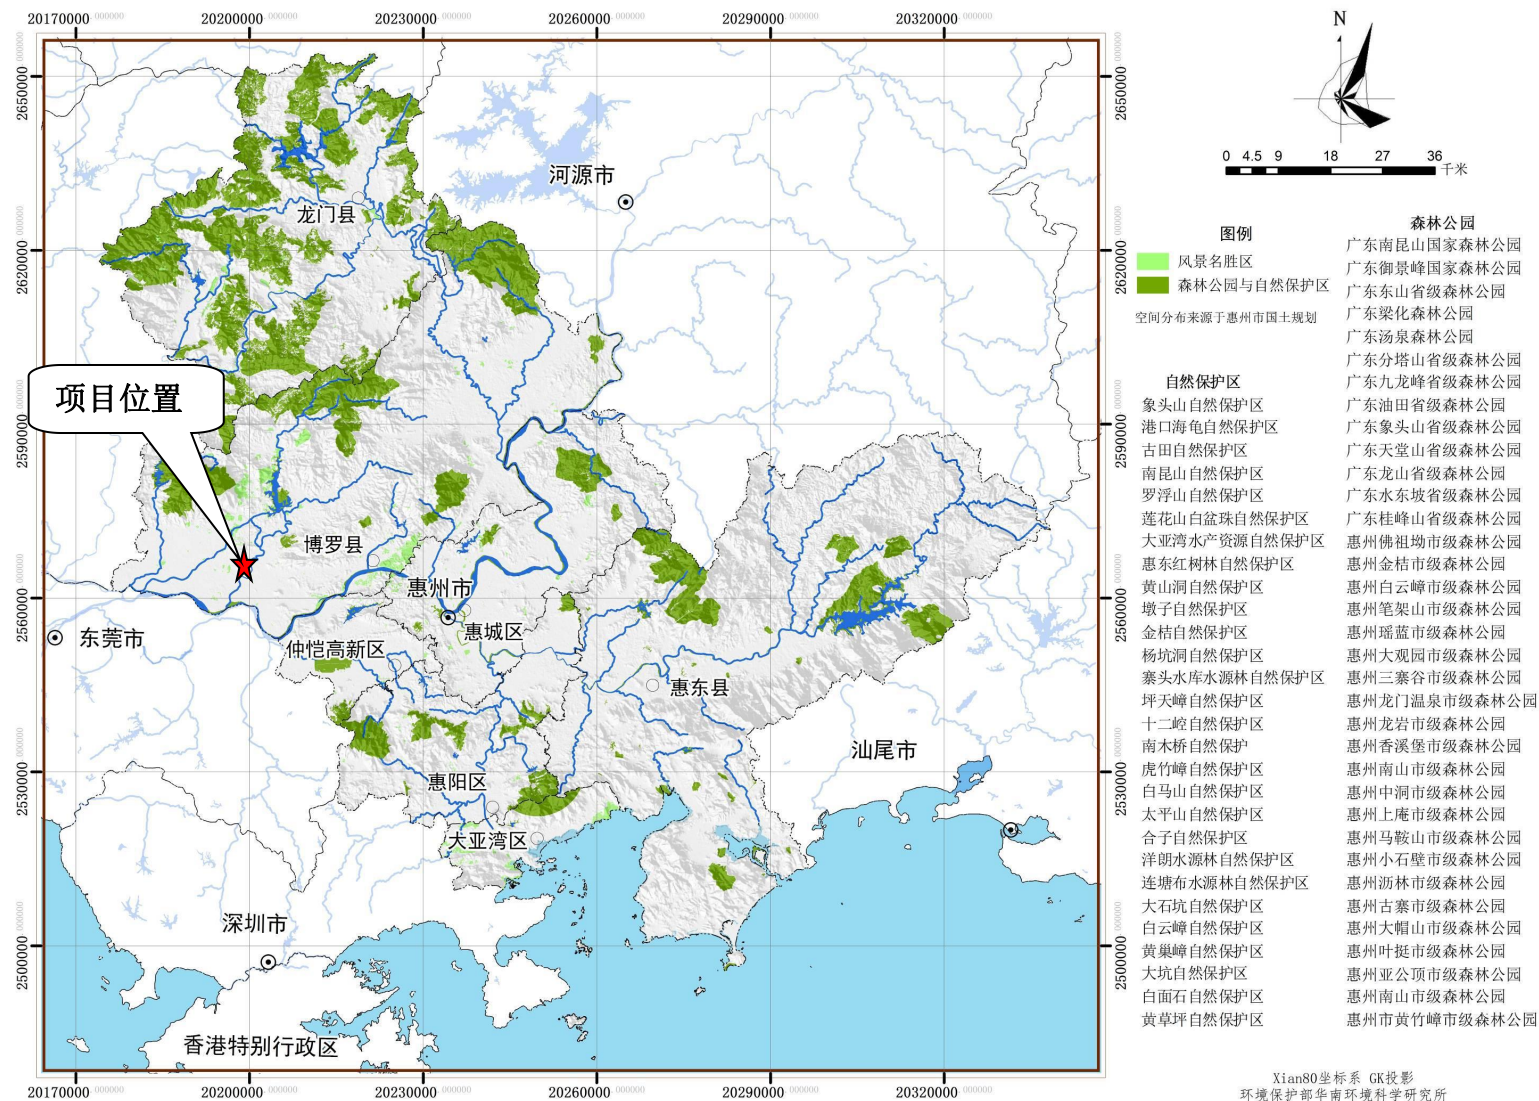 20170000.000000
20200000.000000
20230000.000000
20260000.000000
20290000.000000
20320000.000000
2650000.000000
2620000.000000
2590000.000000
2560000.000000
2530000.000000
2500000.000000
2650000.000000
2620000.000000
2590000.000000
2560000.000000
2530000.000000
2500000.000000
河源市
龙门县
项目位置
博罗县
惠州市
东莞市
惠城区
仲恺高新区
惠东县
汕尾市
惠阳区
大亚湾区
深圳市
香港特别行政区
20170000.000000
20200000.000000
20230000.000000
20260000.000000
20290000.000000
20320000.000000
N
0 4.5 9 18 27 36
千米
图例
风景名胜区
森林公园与自然保护区
空间分布来源于惠州市国土规划
自然保护区
象头山自然保护区
港口海龟自然保护区
古田自然保护区
南昆山自然保护区
罗浮山自然保护区
莲花山白盆珠自然保护区
大亚湾水产资源自然保护区
惠东红树林自然保护区
黄山洞自然保护区
墩子自然保护区
金桔自然保护区
杨坑洞自然保护区
寨头水库水源林自然保护区
坪天嶂自然保护区
十二崆自然保护区
南木桥自然保护
虎竹嶂自然保护区
白马山自然保护区
太平山自然保护区
合子自然保护区
洋朗水源林自然保护区
连塘布水源林自然保护区
大石坑自然保护区
白云嶂自然保护区
黄巢嶂自然保护区
大坑自然保护区
白面石自然保护区
黄草坪自然保护区
森林公园
广东南昆山国家森林公园
广东御景峰国家森林公园
广东东山省级森林公园
广东梁化森林公园
广东汤泉森林公园
广东分塔山省级森林公园
广东九龙峰省级森林公园
广东油田省级森林公园
广东象头山省级森林公园
广东天堂山省级森林公园
广东龙山省级森林公园
广东水东坡省级森林公园
广东桂峰山省级森林公园
惠州佛祖坳市级森林公园
惠州金桔市级森林公园
惠州白云嶂市级森林公园
惠州笔架山市级森林公园
惠州瑶蓝市级森林公园
惠州大观园市级森林公园
惠州三寨谷市级森林公园
惠州龙门温泉市级森林公园
惠州龙岩市级森林公园
惠州香溪堡市级森林公园
惠州南山市级森林公园
惠州中洞市级森林公园
惠州上庵市级森林公园
惠州马鞍山市级森林公园
惠州小石壁市级森林公园
惠州沥林市级森林公园
惠州古寨市级森林公园
惠州大帽山市级森林公园
惠州叶挺市级森林公园
惠州亚公顶市级森林公园
惠州南山市级森林公园
惠州市黄竹嶂市级森林公园
Xian80坐标系 GK投影
环境保护部华南环境科学研究所